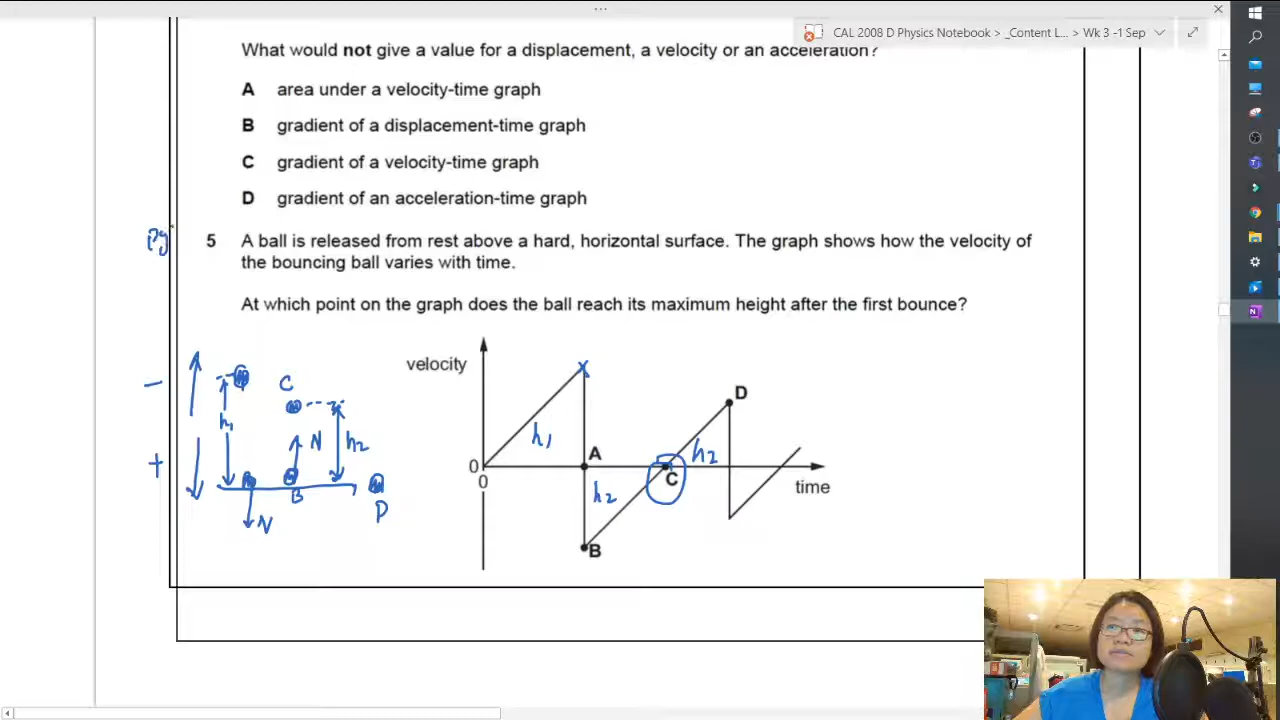 CAL 2008 D Physics Notebook > _Content L... > Wk 3 -1 Sep
What would not give a value for a displacement, a velocity or an acceleration?
A area under a velocity-time graph
B gradient of a displacement-time graph
C gradient of a velocity-time graph
D gradient of an acceleration-time graph
5 A ball is released from rest above a hard, horizontal surface. The graph shows how the velocity of
the bouncing ball varies with time.
At which point on the graph does the ball reach its maximum height after the first bounce?
velocity
0
0
time
A
B
C
D
h1
h2
h2
−
+
h1
C
N
h2
B
D